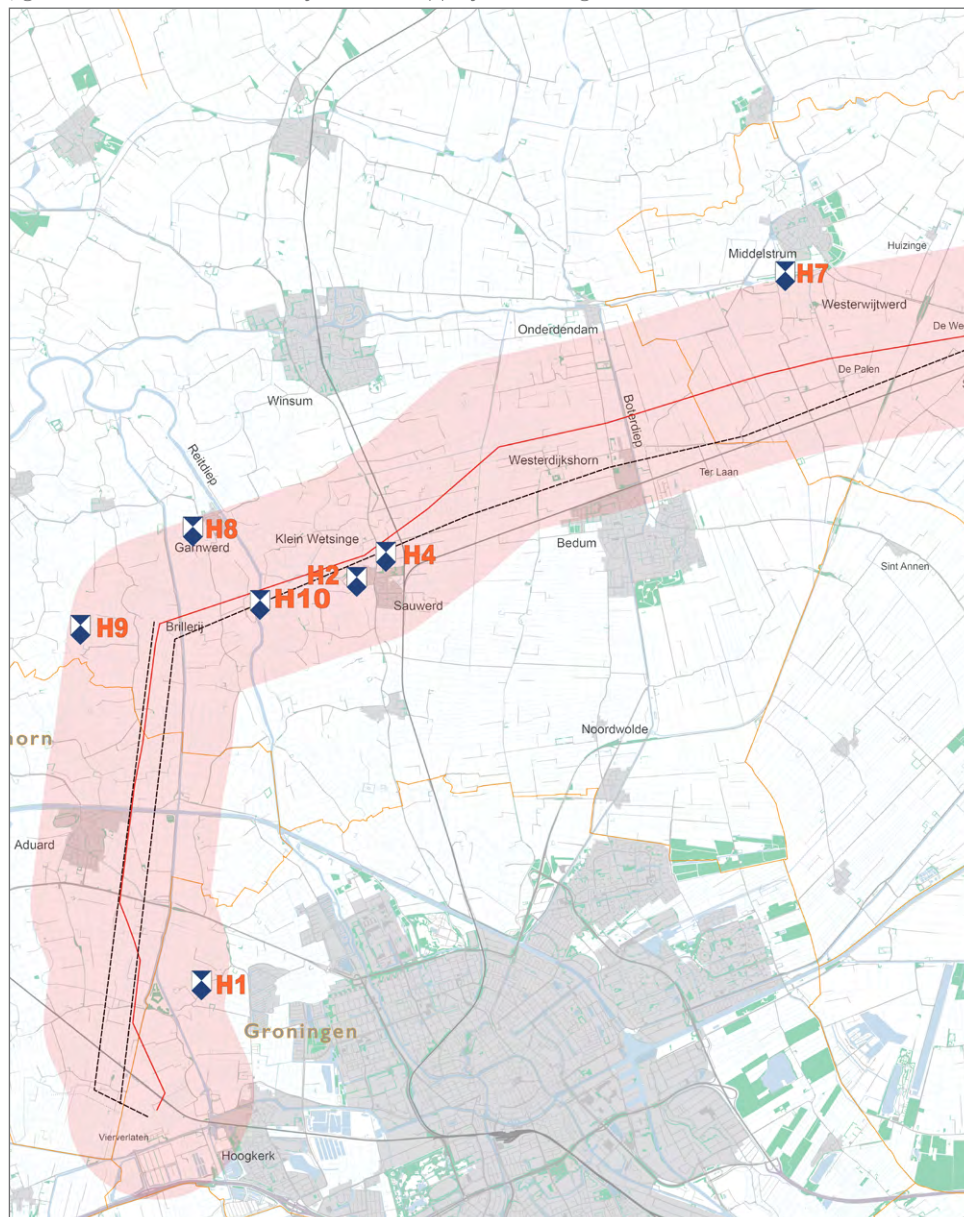 Huizinge
Middelstrum
H7
Westerwijtwerd
Onderdendam
De We
De Palen
Winsum
Boterdiep
Reitdiep
Westerdijkshorn
Ter Laan
H8
Garnwerd
Klein Wetsinge
H4
Bedum
Sint Annen
H2
H10
Sauwerd
H9
Brillerij
Noordwolde
horn
Aduard
H1
Groningen
Vierverlaten
Hoogkerk